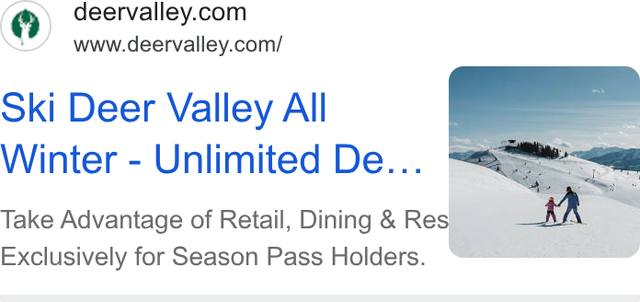 deervalley.com
www.deervalley.com/
Ski Deer Valley All
Winter - Unlimited De…
Take Advantage of Retail, Dining & Res
Exclusively for Season Pass Holders.